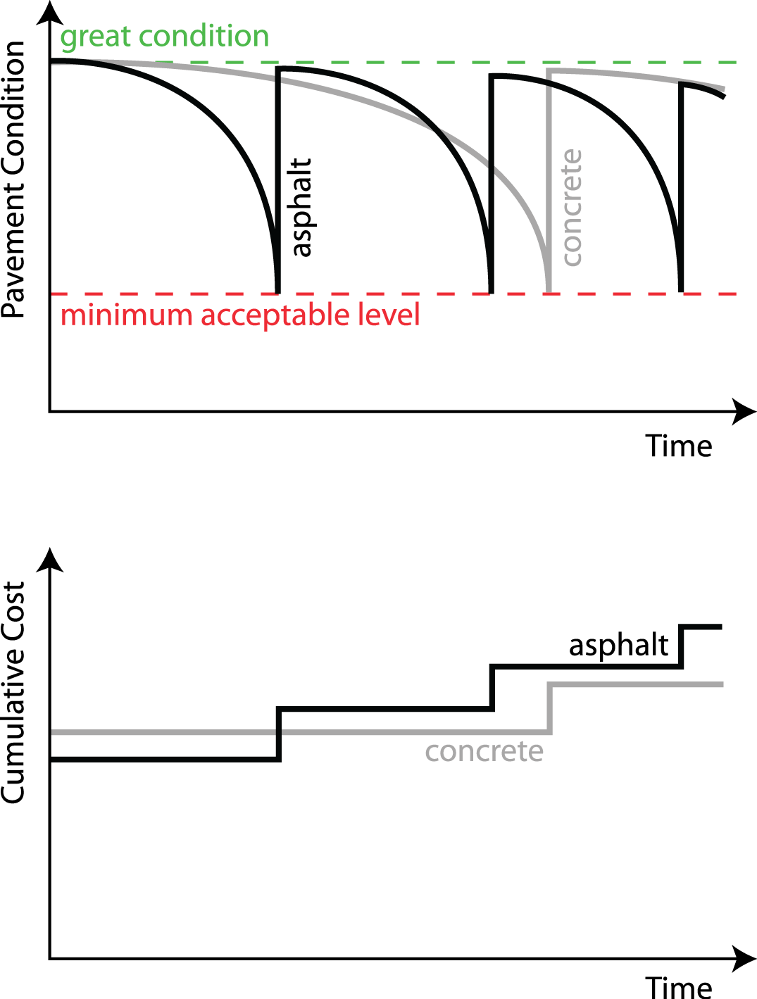 great condition
Pavement Condition
asphalt
concrete
minimum acceptable level
Time
Cumulative Cost
asphalt
concrete
Time